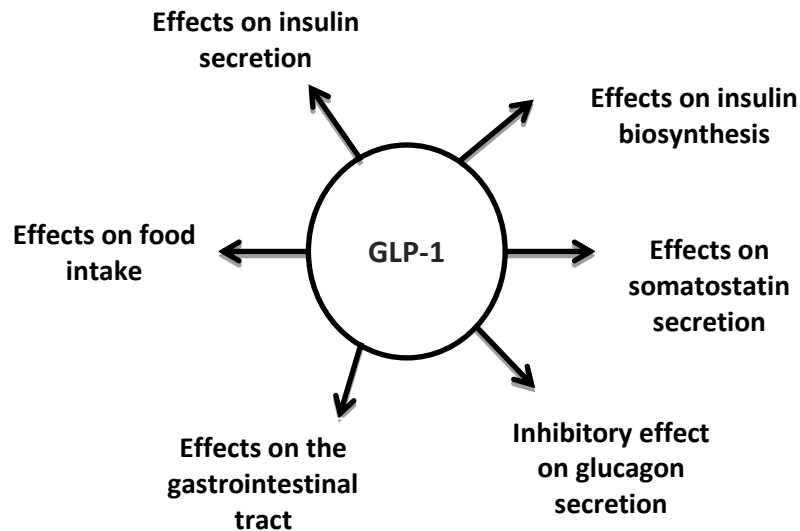 Effects on insulin
secretion
Effects on insulin
biosynthesis
Effects on food
intake
GLP-1
Effects on
somatostatin
secretion
Effects on the
gastrointestinal
tract
Inhibitory effect
on glucagon
secretion